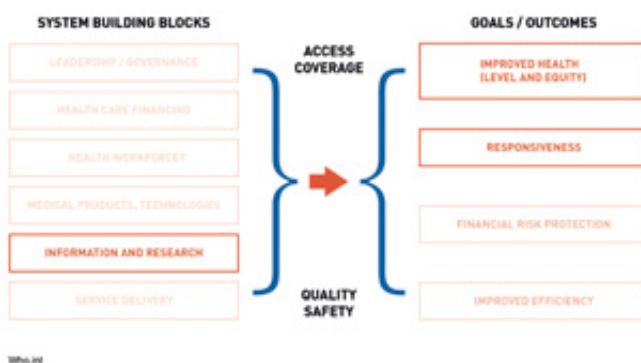 SYSTEM BUILDING BLOCKS
LEADERSHIP / GOVERNANCE
HEALTH CARE FINANCING
HEALTH WORKFORCET
MEDICAL PRODUCTS, TECHNOLOGIES
INFORMATION AND RESEARCH
SERVICE DELIVERY
ACCESS
COVERAGE
QUALITY
SAFETY
GOALS / OUTCOMES
IMPROVED HEALTH
(LEVEL AND EQUITY)
RESPONSIVENESS
FINANCIAL RISK PROTECTION
IMPROVED EFFICIENCY
Who.int